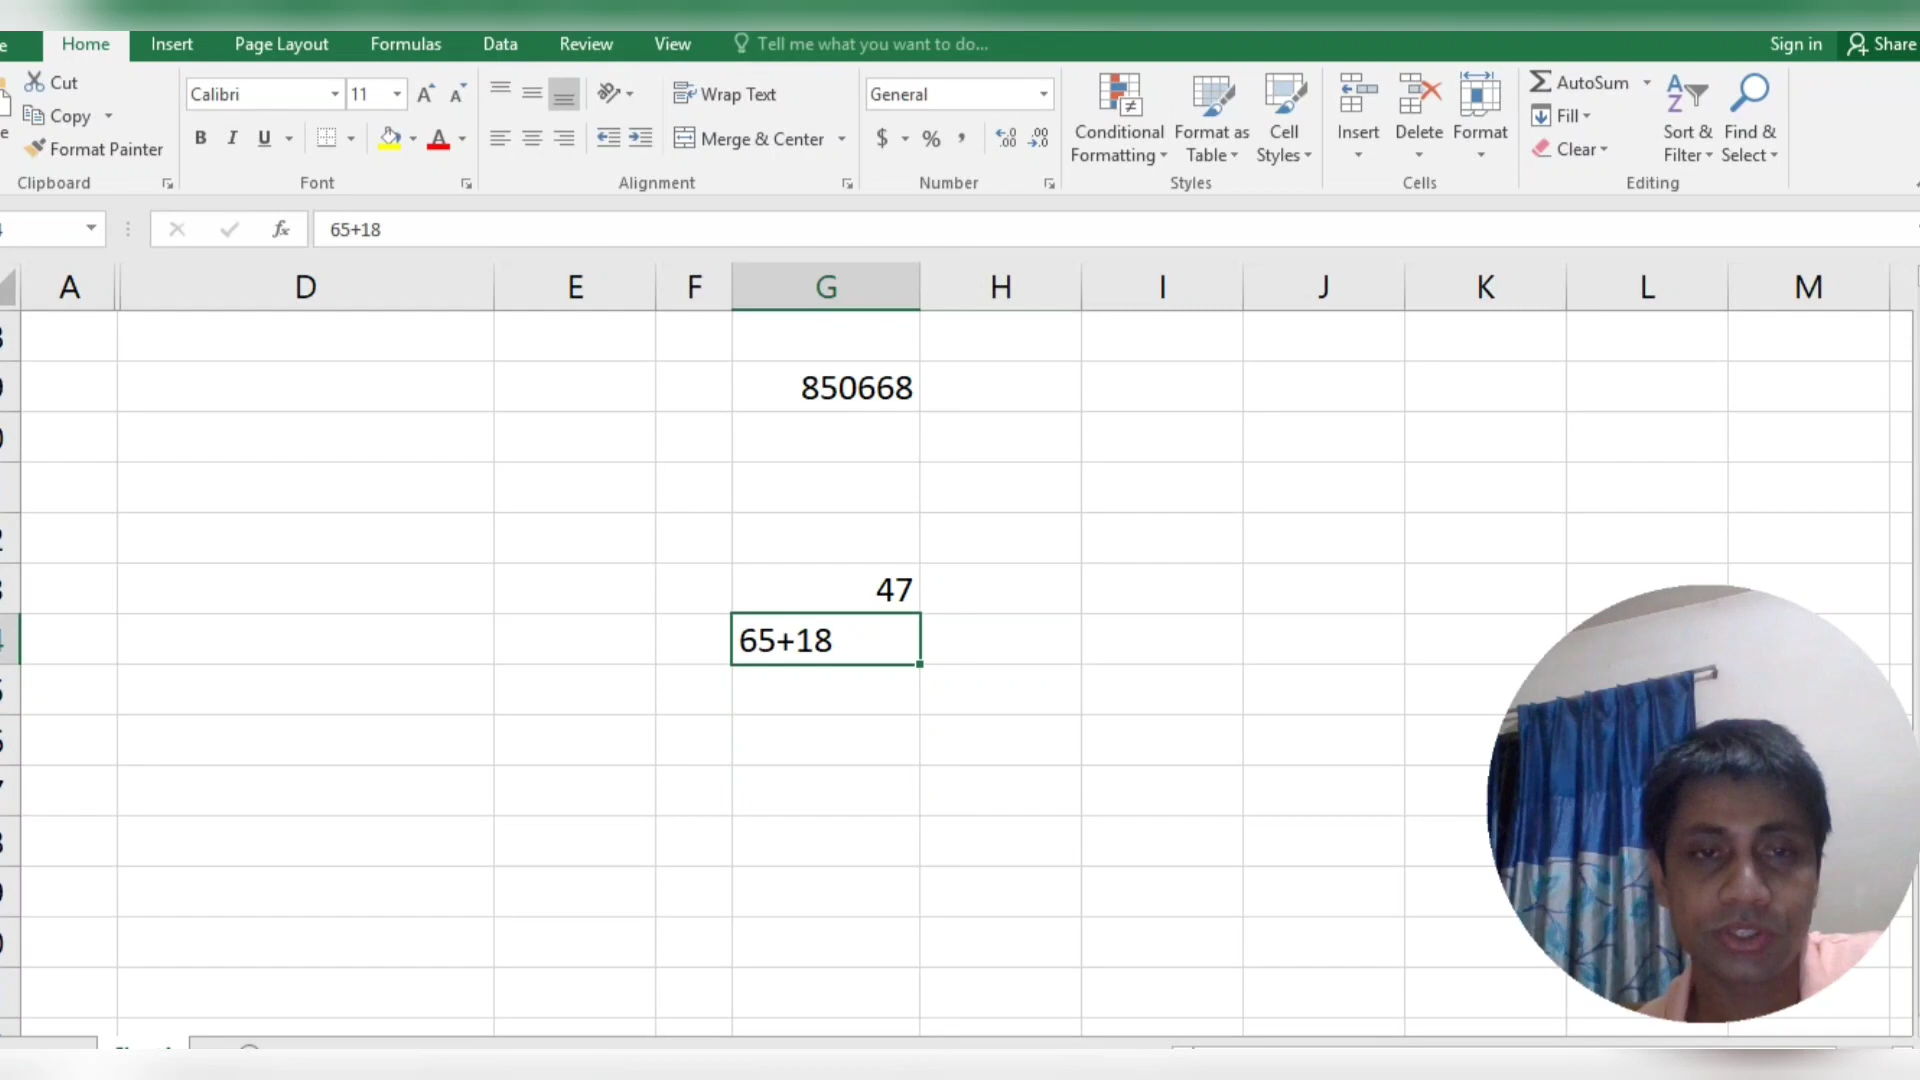 Home Insert Page Layout Formulas Data Review View Tell me what you want to do... Sign in Share
Cut Calibri 11 Wrap Text General AutoSum
Copy Fill
Format Painter B I U Merge & Center $ % , .0 .00 Conditional Formatting Format as Table Cell Styles Insert Delete Format Clear Sort & Filter Find & Select
Clipboard Font Alignment Number Styles Cells Editing
fx 65+18
A D E F G H I J K L M
850668
47
65+18